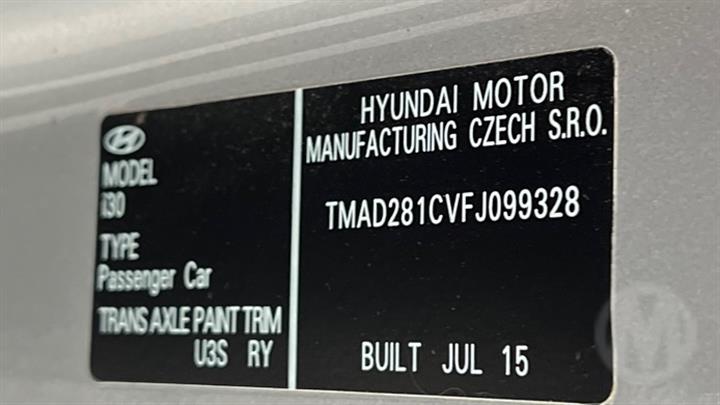 MODEL
i30
TYPE
Passenger Car
TRANS AXLE PAINT TRIM
U3S RY
HYUNDAI MOTOR
MANUFACTURING CZECH S.R.O.
TMAD281CVFJ099328
BUILT JUL 15
M